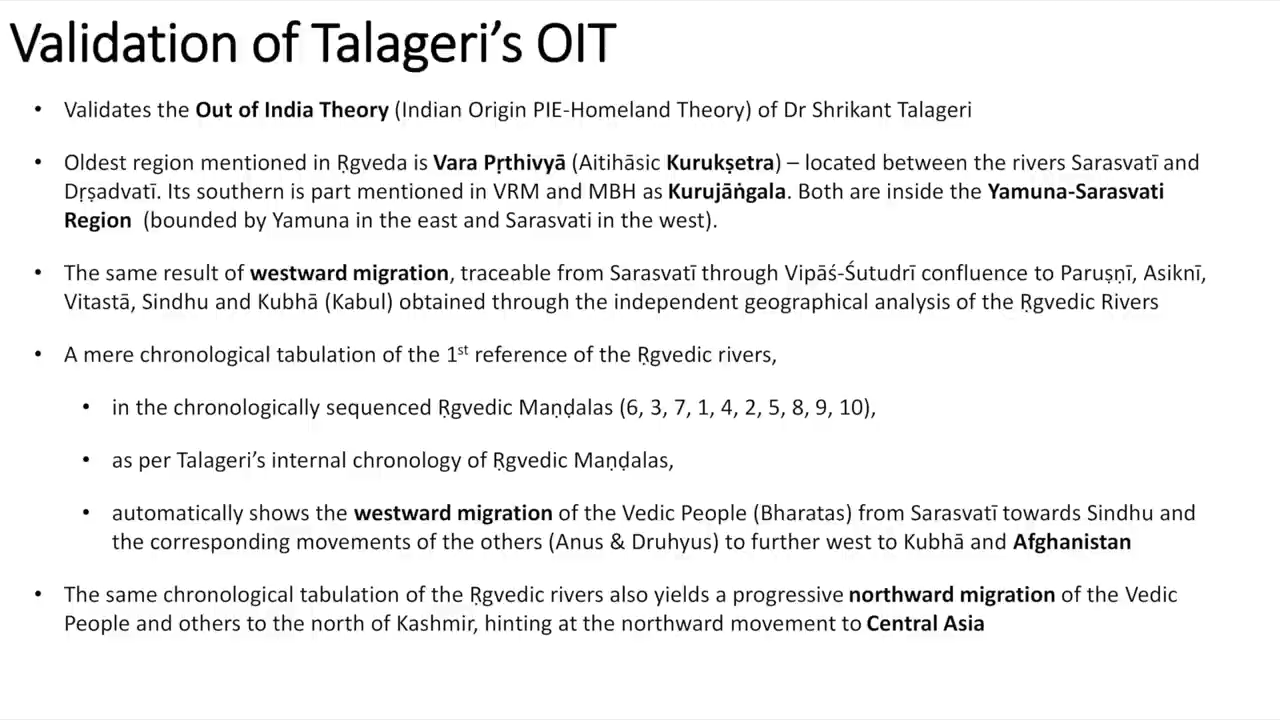 Validation of Talageri's OIT
• Validates the Out of India Theory (Indian Origin PIE-Homeland Theory) of Dr Shrikant Talageri
• Oldest region mentioned in Ṛgveda is Vara Pṛthivyā (Aitihāsic Kurukṣetra) – located between the rivers Sarasvatī and
Dṛṣadvatī. Its southern is part mentioned in VRM and MBH as Kurujāṅgala. Both are inside the Yamuna-Sarasvati
Region (bounded by Yamuna in the east and Sarasvati in the west).
• The same result of westward migration, traceable from Sarasvatī through Vipāś-Śutudrī confluence to Paruṣṇī, Asiknī,
Vitastā, Sindhu and Kubhā (Kabul) obtained through the independent geographical analysis of the Ṛgvedic Rivers
• A mere chronological tabulation of the 1st reference of the Ṛgvedic rivers,
• in the chronologically sequenced Ṛgvedic Maṇḍalas (6, 3, 7, 1, 4, 2, 5, 8, 9, 10),
• as per Talageri's internal chronology of Ṛgvedic Maṇḍalas,
• automatically shows the westward migration of the Vedic People (Bharatas) from Sarasvatī towards Sindhu and
the corresponding movements of the others (Anus & Druhyus) to further west to Kubhā and Afghanistan
• The same chronological tabulation of the Ṛgvedic rivers also yields a progressive northward migration of the Vedic
People and others to the north of Kashmir, hinting at the northward movement to Central Asia